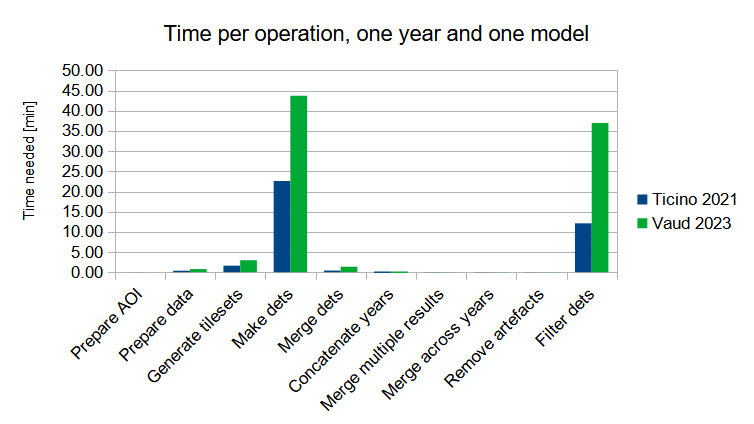 Time per operation, one year and one model
Time needed [min]
50.00
45.00
40.00
35.00
30.00
25.00
20.00
15.00
10.00
5.00
0.00
Prepare AOI
Prepare data
Generate tilesets
Make dets
Merge dets
Concatenate years
Merge multiple results
Merge across years
Remove artefacts
Filter dets
Ticino 2021
Vaud 2023